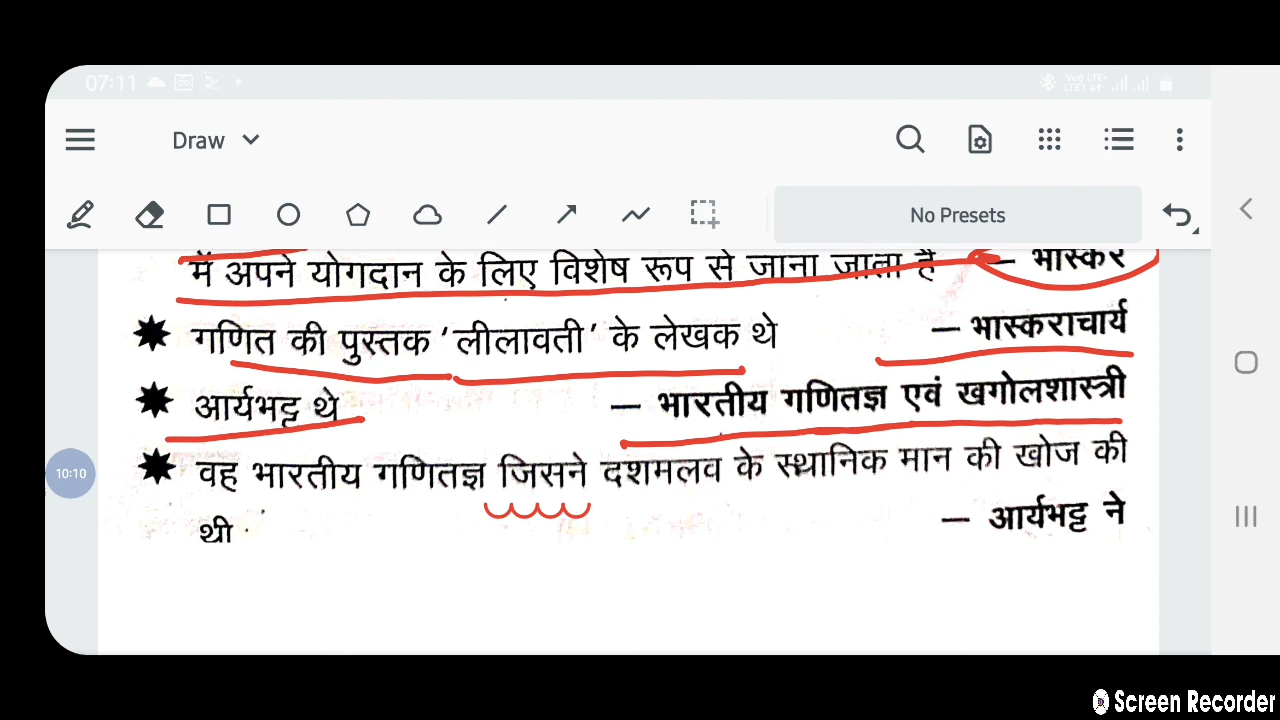 07:11
Draw
No Presets
में अपने योगदान के लिए विशेष रूप से जाना जाता है — भास्कर
गणित की पुस्तक 'लीलावती' के लेखक थे — भास्कराचार्य
आर्यभट्ट थे — भारतीय गणितज्ञ एवं खगोलशास्त्री
10:10
वह भारतीय गणितज्ञ जिसने दशमलव के स्थानिक मान की खोज की
थी — आर्यभट्ट ने
Screen Recorder